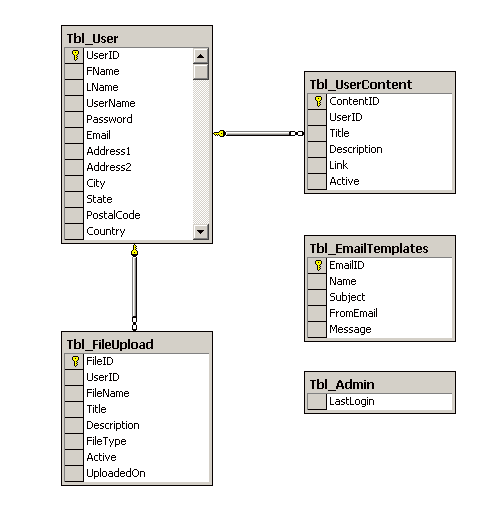 Tbl_User
UserID
FName
LName
UserName
Password
Email
Address1
Address2
City
State
PostalCode
Country
Tbl_UserContent
ContentID
UserID
Title
Description
Link
Active
Tbl_EmailTemplates
EmailID
Name
Subject
FromEmail
Message
Tbl_FileUpload
FileID
UserID
FileName
Title
Description
FileType
Active
UploadedOn
Tbl_Admin
LastLogin